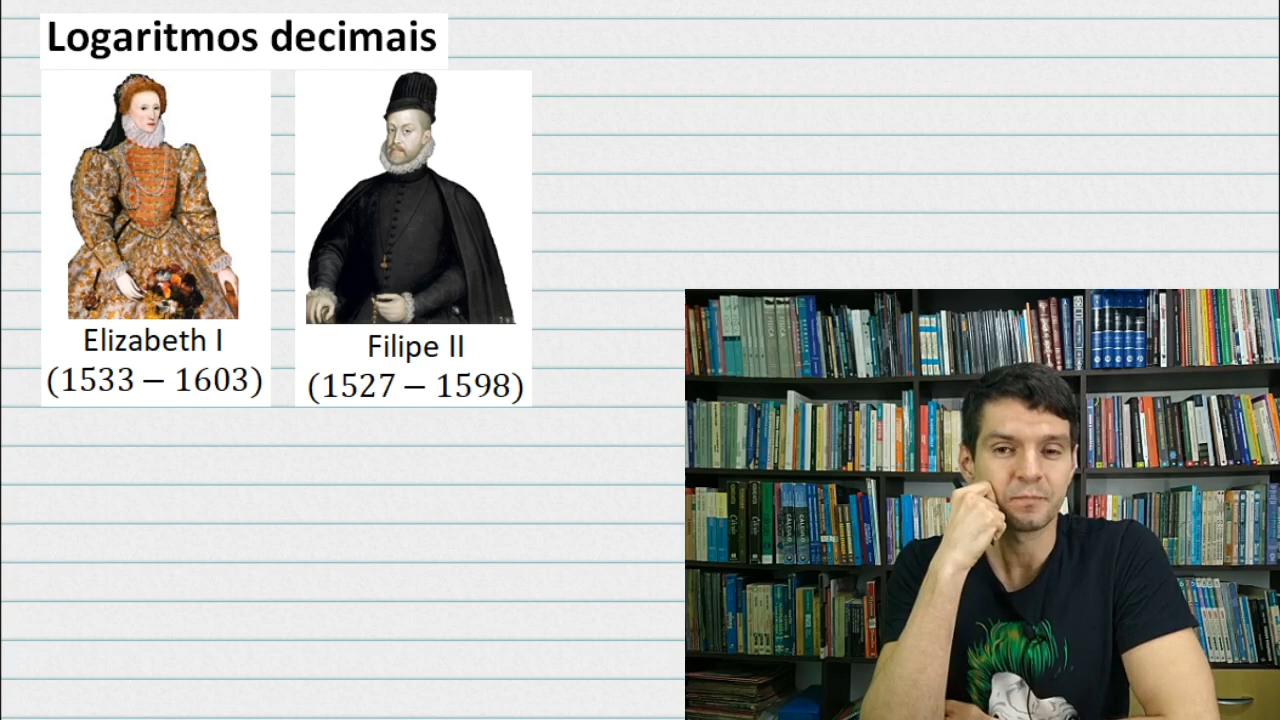 Logaritmos decimais
Elizabeth I
(1533 – 1603)
Filipe II
(1527 – 1598)